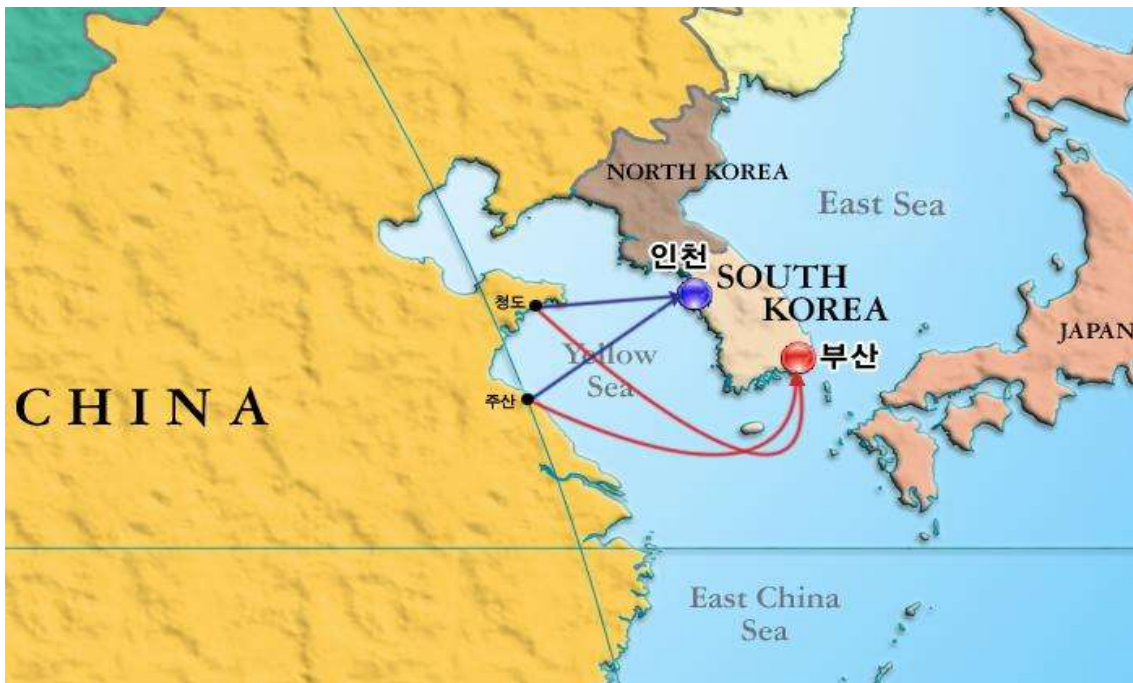 NORTH KOREA
East Sea
인천
SOUTH
KOREA
청도
JAPAN
Yellow
Sea
부산
주산
CHINA
East China
Sea